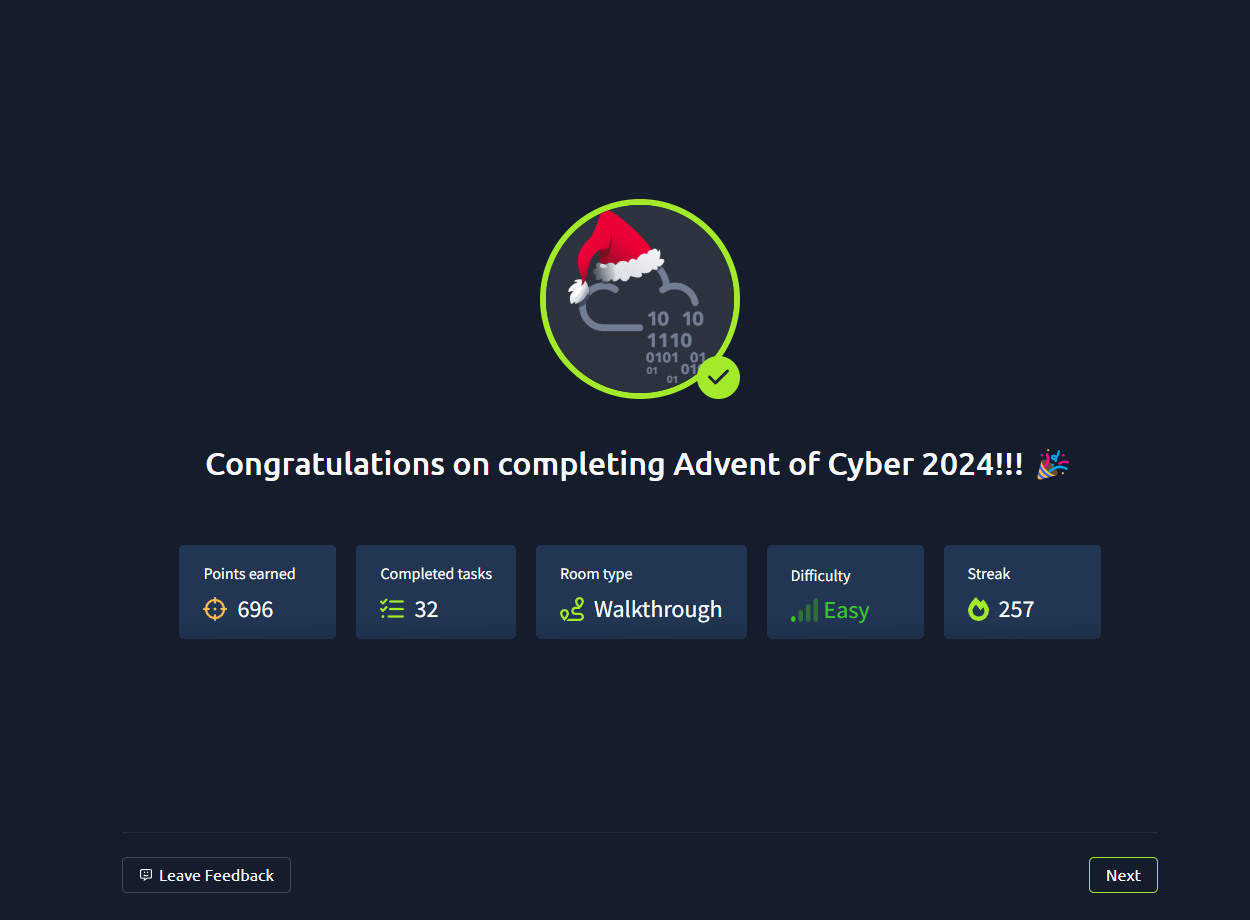 10 10
1110
0101 01
01
01
Congratulations on completing Advent of Cyber 2024!!! 🎉
Points earned
696
Completed tasks
32
Room type
Walkthrough
Difficulty
Easy
Streak
257
Leave Feedback
Next